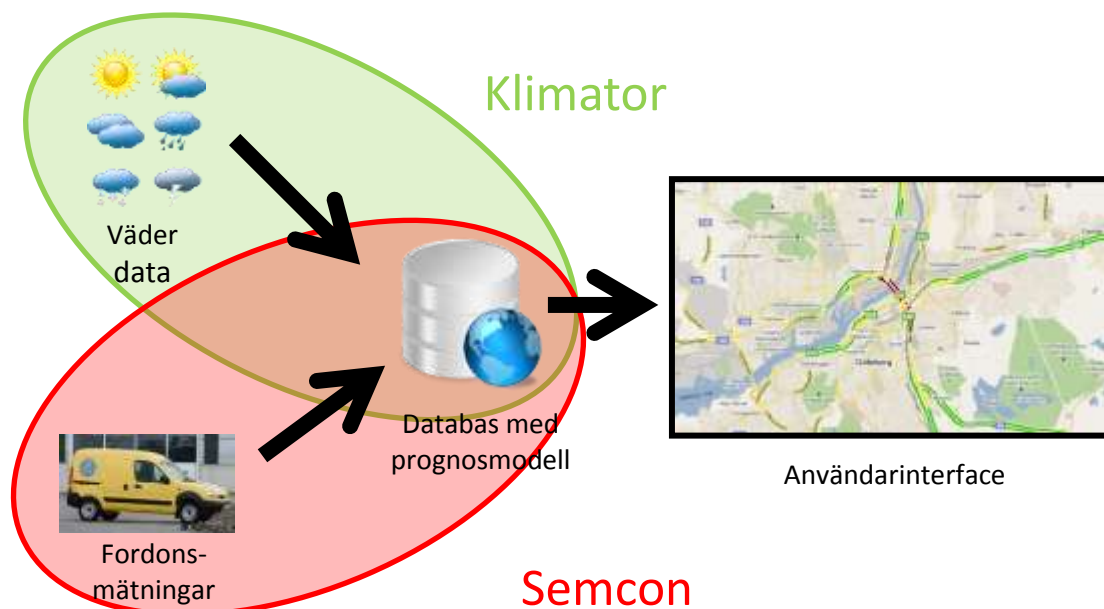 Klimator
Väder
data
Databas med
prognosmodell
Användarinterface
Fordons-
mätningar
Semcon